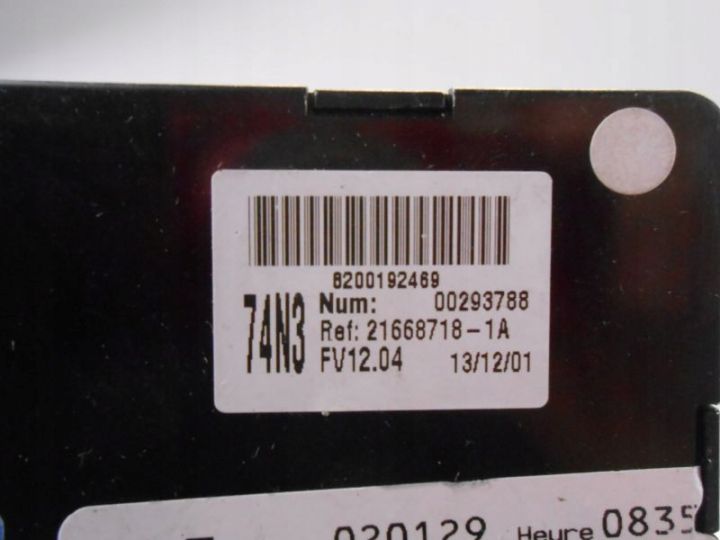 8200192469
74N3
Num: 00293788
Ref: 21668718-1A
FV12.04 13/12/01
020129 Heure 0835